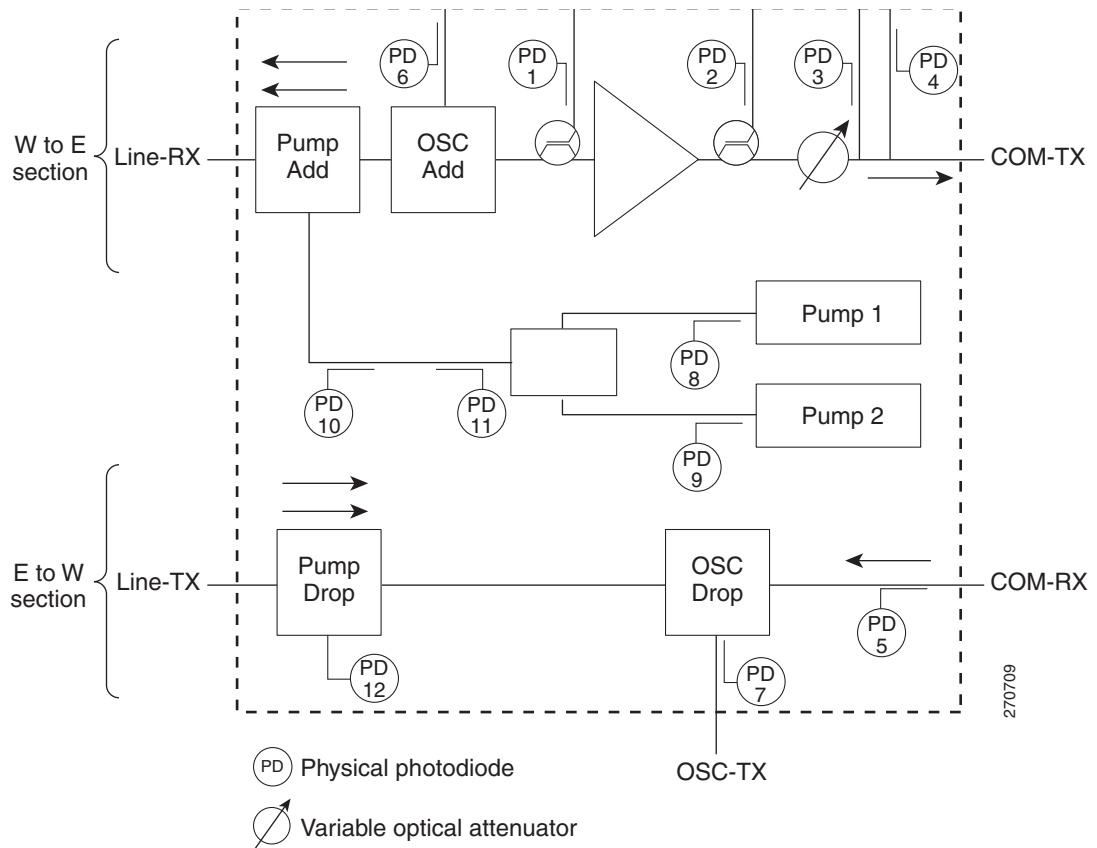 PD
6
PD
1
PD
2
PD
3
PD
4
W to E
section
Line-RX
Pump
Add
OSC
Add
COM-TX
Pump 1
PD
8
PD
10
PD
11
Pump 2
PD
9
E to W
section
Line-TX
Pump
Drop
OSC
Drop
COM-RX
PD
5
PD
12
PD
7
270709
OSC-TX
PD Physical photodiode
Variable optical attenuator